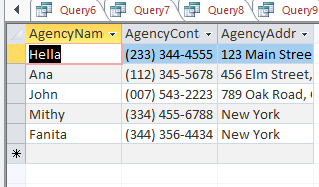 Query6 Query7 Query8 Query9
AgencyNam AgencyCont AgencyAddr
Hella (233) 344-4555 123 Main Stree
Ana (112) 345-5678 456 Elm Street,
John (007) 543-2223 789 Oak Road,
Mithy (334) 455-6788 New York
Fanita (344) 356-4434 New York